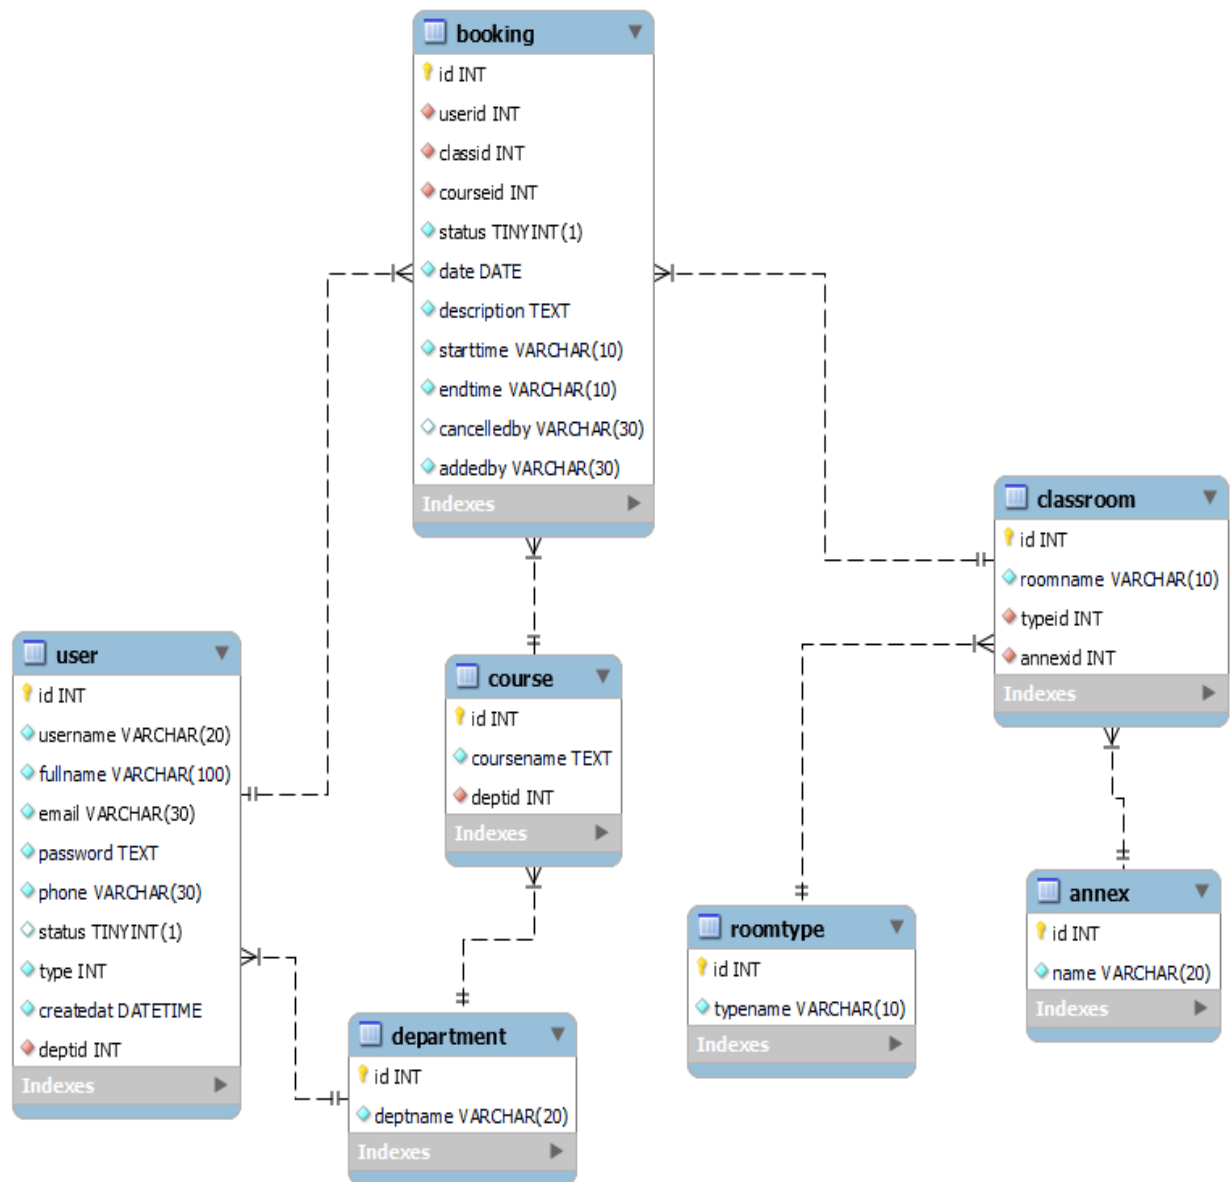 booking
id INT
userid INT
classid INT
courseid INT
status TINYINT(1)
date DATE
description TEXT
starttime VARCHAR(10)
endtime VARCHAR(10)
cancelledby VARCHAR(30)
addedby VARCHAR(30)
Indexes
classroom
id INT
roomname VARCHAR(10)
typeid INT
annexid INT
Indexes
user
id INT
username VARCHAR(20)
fullname VARCHAR(100)
email VARCHAR(30)
password TEXT
phone VARCHAR(30)
status TINYINT(1)
type INT
createdat DATETIME
deptid INT
Indexes
course
id INT
coursename TEXT
deptid INT
Indexes
roomtype
id INT
typename VARCHAR(10)
Indexes
annex
id INT
name VARCHAR(20)
Indexes
department
id INT
deptname VARCHAR(20)
Indexes